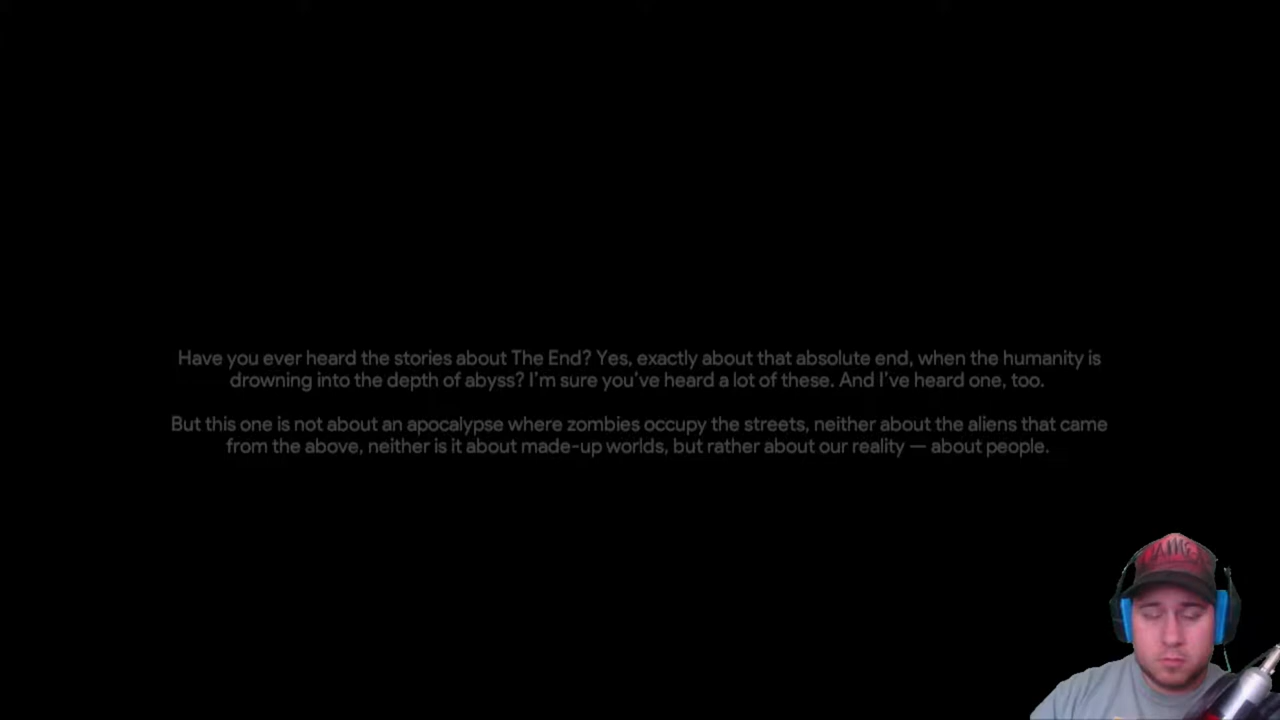 Have you ever heard the stories about The End? Yes, exactly about that absolute end, when the humanity is
drowning into the depth of abyss? I'm sure you've heard a lot of these. And I've heard one, too.
But this one is not about an apocalypse where zombies occupy the streets, neither about the aliens that came
from the above, neither is it about made-up worlds, but rather about our reality — about people.